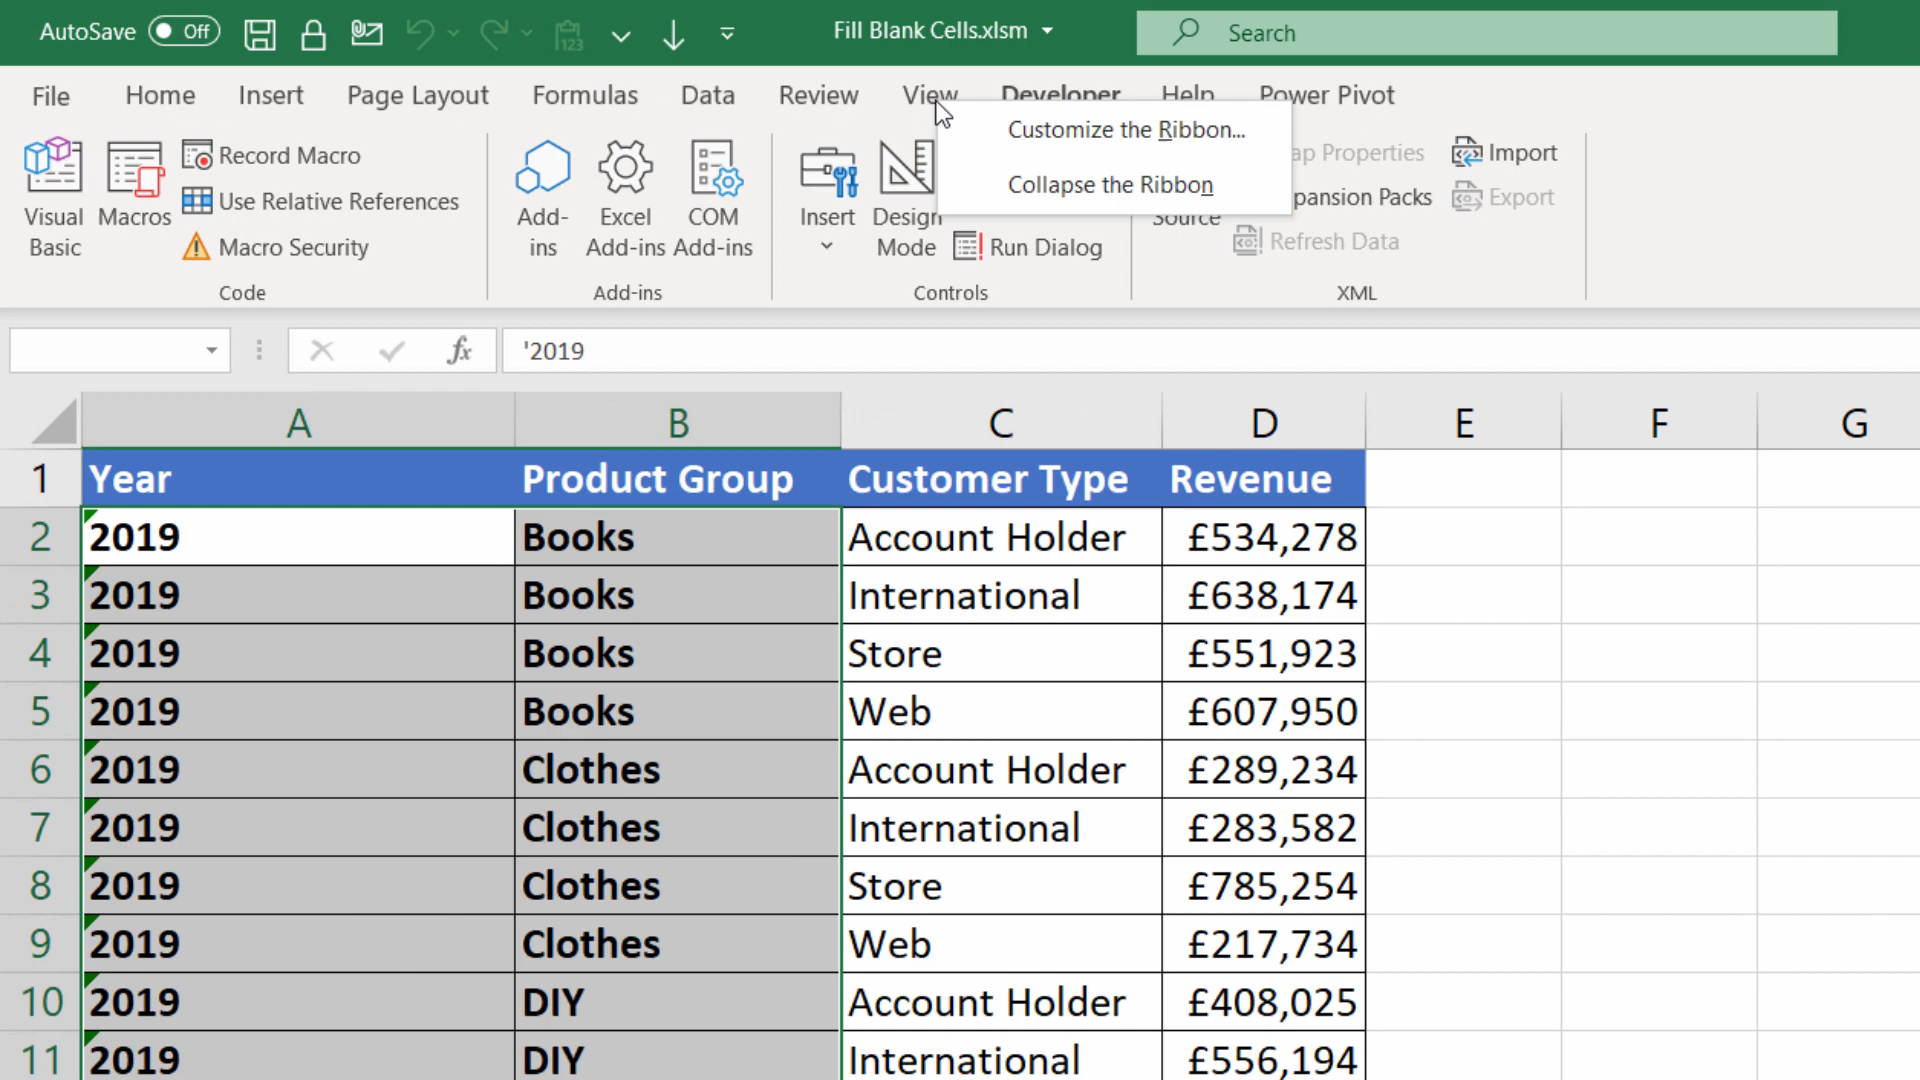 AutoSave Off Fill Blank Cells.xlsm Search
File Home Insert Page Layout Formulas Data Review View Developer Help Power Pivot
Customize the Ribbon...
Collapse the Ribbon
Visual Basic
Macros
Record Macro
Use Relative References
Macro Security
Code
Add-ins
Excel Add-ins
COM Add-ins
Add-ins
Insert
Design Mode
Run Dialog
Controls
Source
ap Properties
pansion Packs
Refresh Data
Import
Export
XML
fx '2019
A B C D E F G
1 Year Product Group Customer Type Revenue
2 2019 Books Account Holder £534,278
3 2019 Books International £638,174
4 2019 Books Store £551,923
5 2019 Books Web £607,950
6 2019 Clothes Account Holder £289,234
7 2019 Clothes International £283,582
8 2019 Clothes Store £785,254
9 2019 Clothes Web £217,734
10 2019 DIY Account Holder £408,025
11 2019 DIY International £556,194